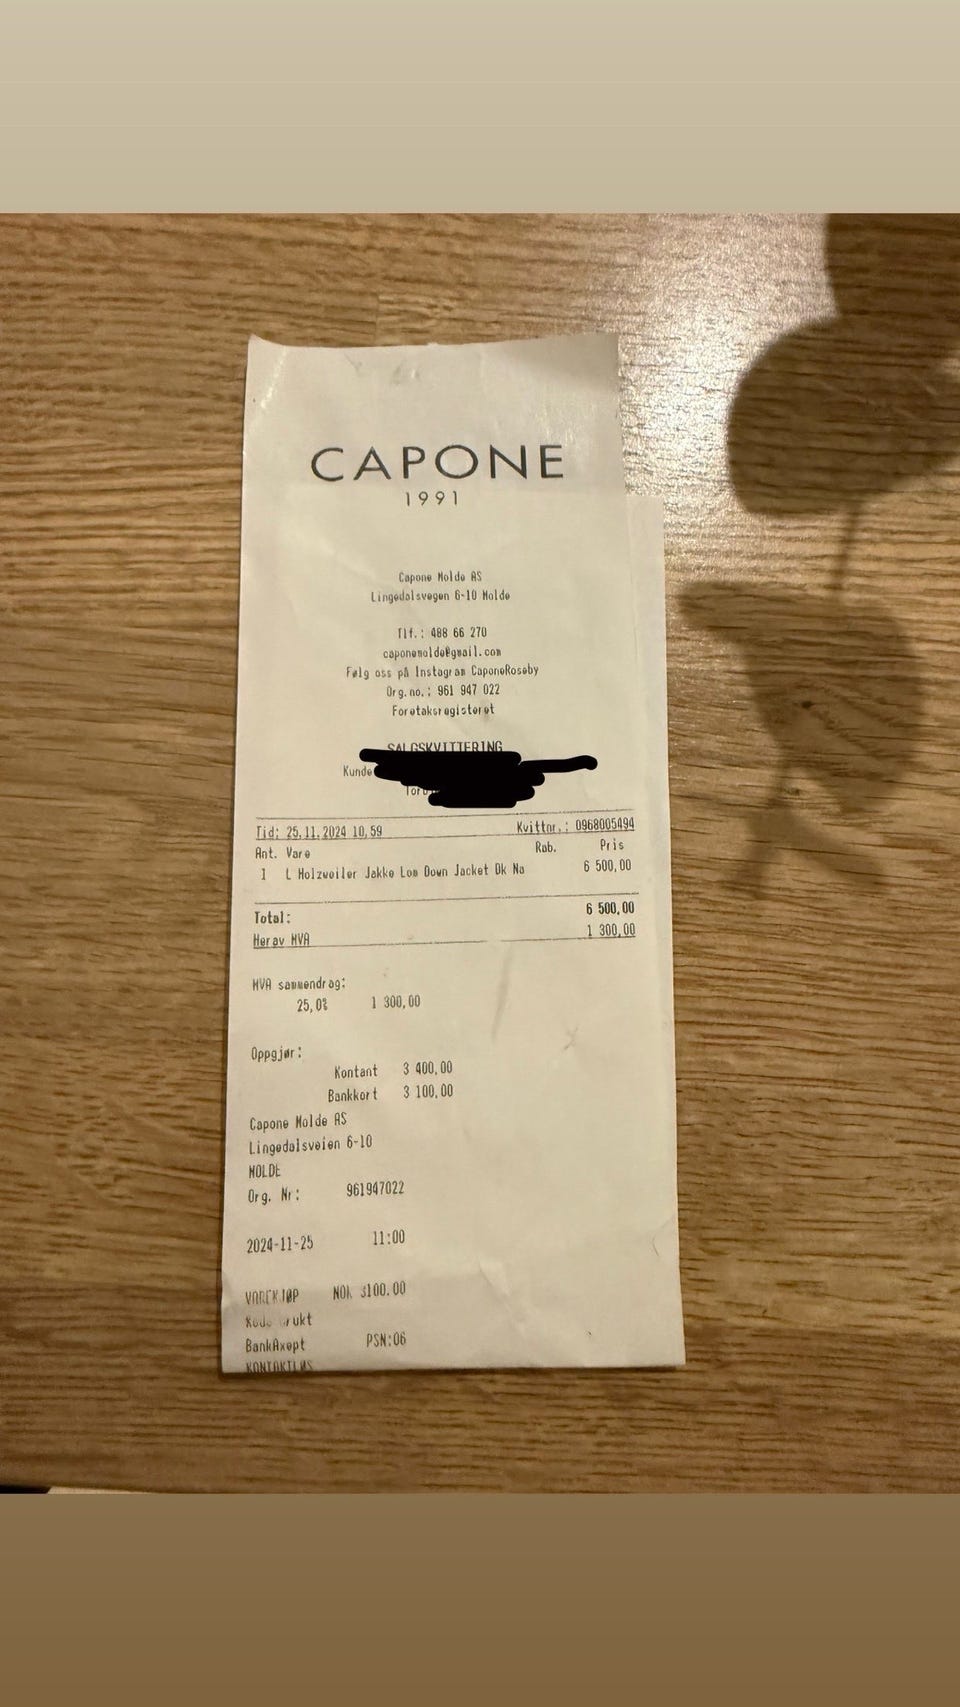 CAPONE
1991
Capone Molde AS
Lingedalsvegen 6-10 Molde
Tlf.: 488 66 270
caponemolde@gmail.com
Følg oss på Instagram CaponeRoseby
Org.no.: 961 947 022
Foretaksregisteret
SALGSKVITTERING
Kunde
Tid: 25.11.2024 10,59 Kvittnr.: 0968005494
Ant. Vare Rab. Pris
1 L Holzweiler Jakke Lom Down Jacket Dk Na 6 500,00
Total: 6 500,00
Herav MVA 1 300,00
MVA sammendrag:
25,0% 1 300,00
Oppgjør:
Kontant 3 400,00
Bankkort 3 100,00
Capone Molde AS
Lingedalsveien 6-10
MOLDE
Org. Nr: 961947022
2024-11-25 11:00
VAREKJØP NOK 3100.00
BankAxept PSN:06
KONTAKTLØS